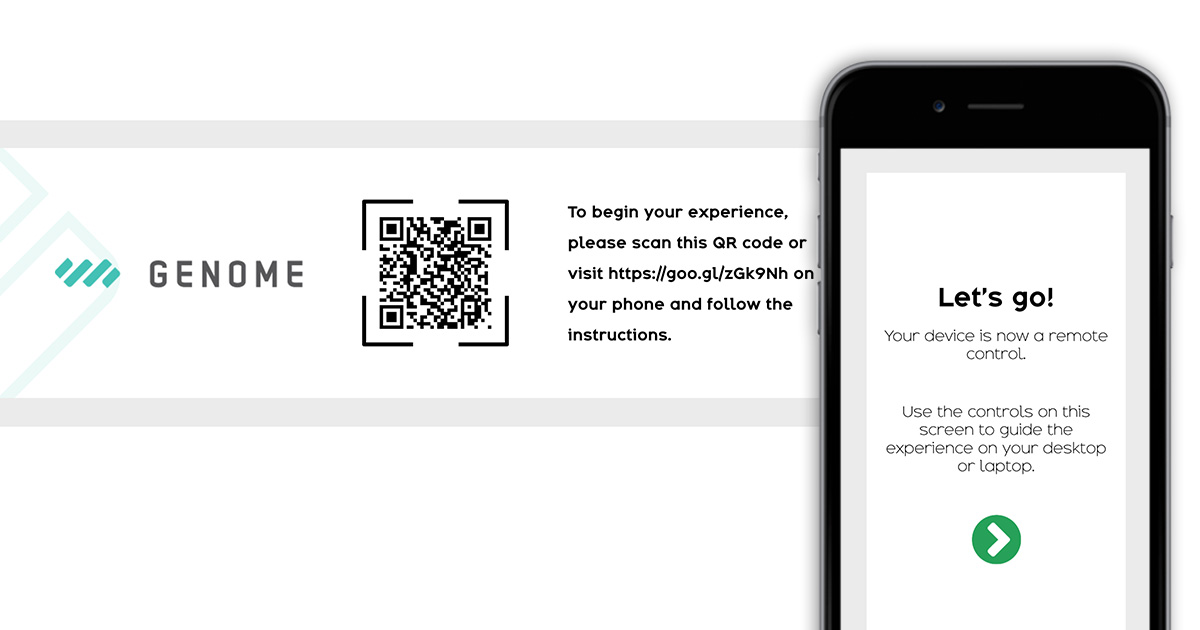 GENOME
To begin your experience,
please scan this QR code or
visit https://goo.gl/zGk9Nh on
your phone and follow the
instructions.
Let's go!
Your device is now a remote
control.
Use the controls on this
screen to guide the
experience on your desktop
or laptop.